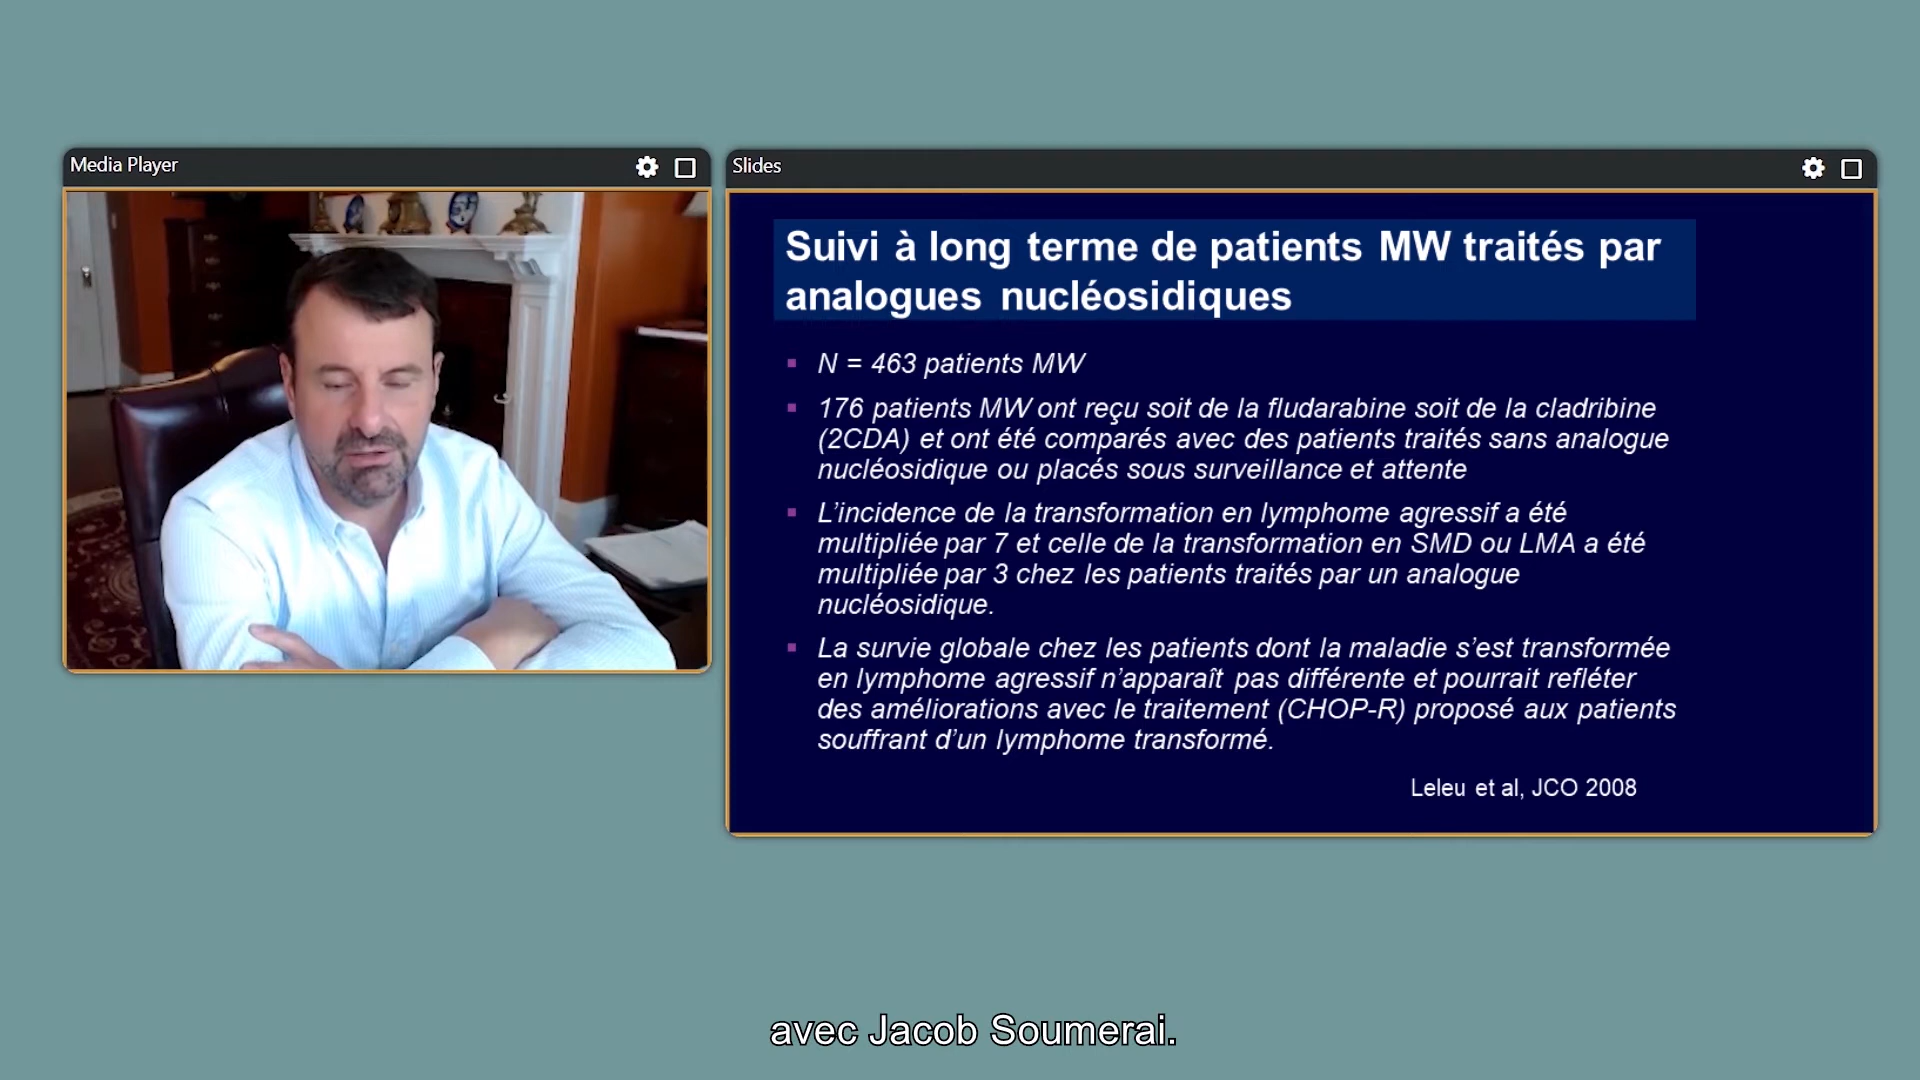 Media Player
Slides
Suivi à long terme de patients MW traités par
analogues nucléosidiques
▪ N = 463 patients MW
▪ 176 patients MW ont reçu soit de la fludarabine soit de la cladribine
(2CDA) et ont été comparés avec des patients traités sans analogue
nucléosidique ou placés sous surveillance et attente
▪ L’incidence de la transformation en lymphome agressif a été
multipliée par 7 et celle de la transformation en SMD ou LMA a été
multipliée par 3 chez les patients traités par un analogue
nucléosidique.
▪ La survie globale chez les patients dont la maladie s’est transformée
en lymphome agressif n’apparaît pas différente et pourrait refléter
des améliorations avec le traitement (CHOP-R) proposé aux patients
souffrant d’un lymphome transformé.
Leleu et al, JCO 2008
avec Jacob Soumerai.